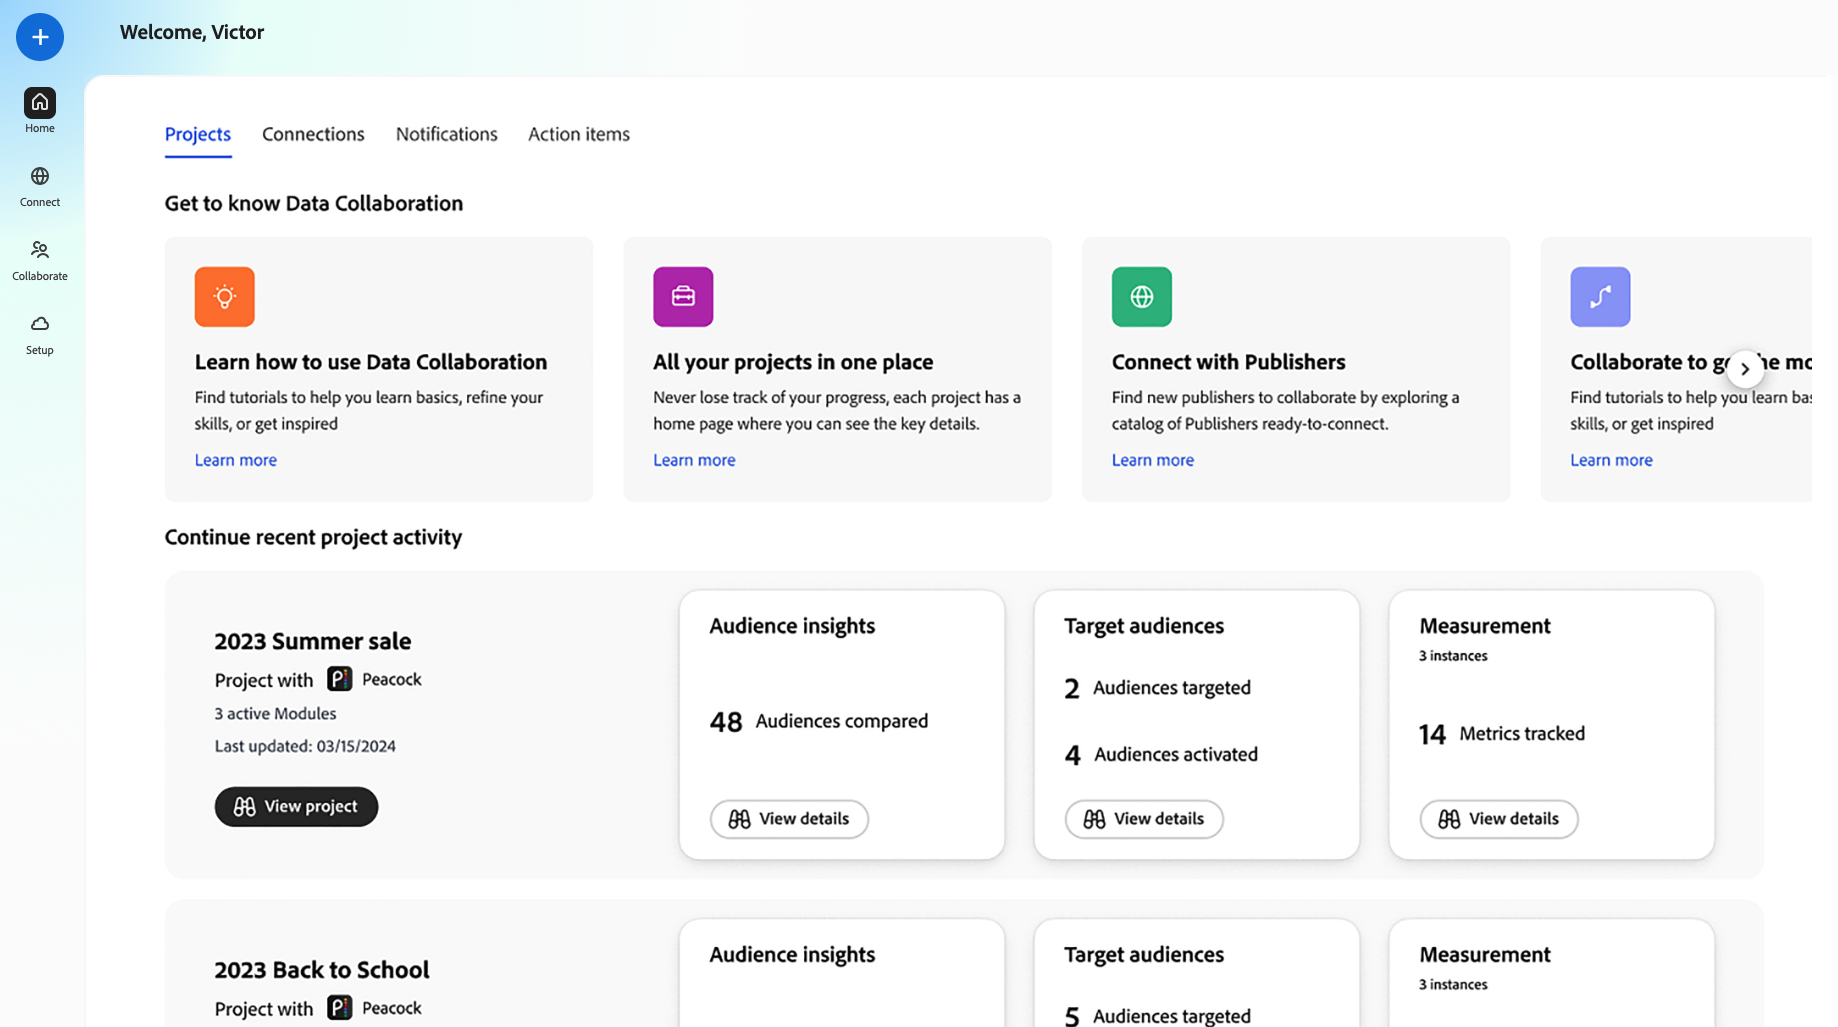 Welcome, Victor
Home
Connect
Collaborate
Setup
Projects Connections Notifications Action items
Get to know Data Collaboration
Learn how to use Data Collaboration
Find tutorials to help you learn basics, refine your
skills, or get inspired
Learn more
All your projects in one place
Never lose track of your progress, each project has a
home page where you can see the key details.
Learn more
Connect with Publishers
Find new publishers to collaborate by exploring a
catalog of Publishers ready-to-connect.
Learn more
Collaborate to
Find tutorials to help you learn
skills, or get inspired
Learn more
Continue recent project activity
2023 Summer sale
Project with P Peacock
3 active Modules
Last updated: 03/15/2024
View project
Audience insights
48 Audiences compared
View details
Target audiences
2 Audiences targeted
4 Audiences activated
View details
Measurement
3 instances
14 Metrics tracked
View details
2023 Back to School
Project with P Peacock
Audience insights
Target audiences
5 Audiences targeted
Measurement
3 instances